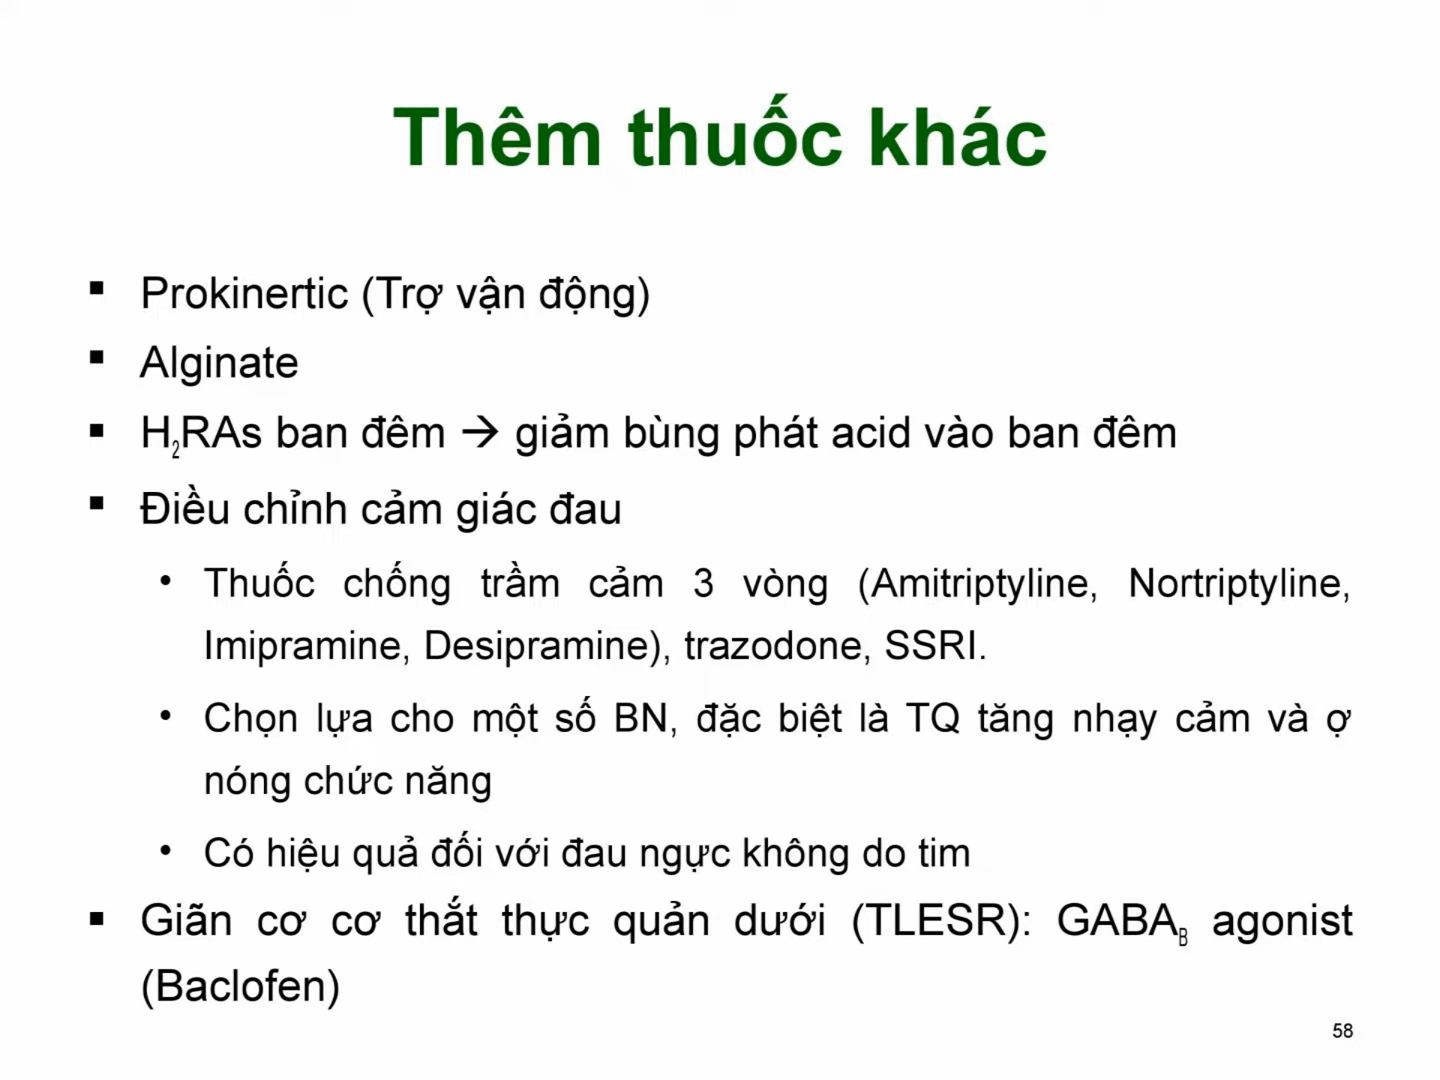 Thêm thuốc khác
▪ Prokinertic (Trợ vận động)
▪ Alginate
▪ H₂RAs ban đêm → giảm bùng phát acid vào ban đêm
▪ Điều chỉnh cảm giác đau
• Thuốc chống trầm cảm 3 vòng (Amitriptyline, Nortriptyline,
Imipramine, Desipramine), trazodone, SSRI.
• Chọn lựa cho một số BN, đặc biệt là TQ tăng nhạy cảm và ợ
nóng chức năng
• Có hiệu quả đối với đau ngực không do tim
▪ Giãn cơ cơ thắt thực quản dưới (TLESR): GABA_B agonist
(Baclofen)
58